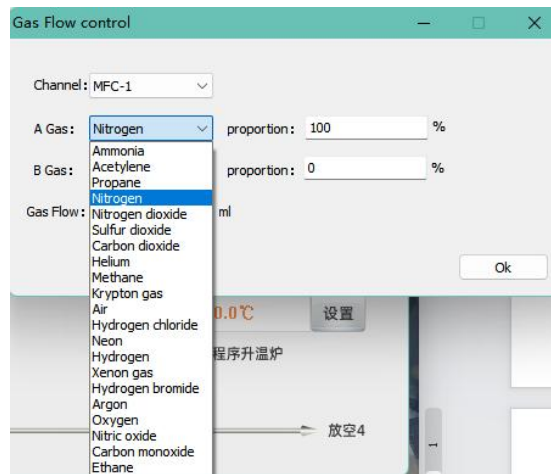 Gas Flow control
Channel: MFC-1
A Gas: Nitrogen proportion: 100 %
Ammonia
Acetylene
Propane
B Gas: proportion: 0 %
Nitrogen
Gas Flow: Nitrogen dioxide ml
Sulfur dioxide
Carbon dioxide
Helium
Ok
Methane
Krypton gas
Air
0.0℃ 设置
Hydrogen chloride
Neon
Hydrogen
程序升温炉
Xenon gas
Hydrogen bromide
Argon
Oxygen
Nitric oxide
放空4
Carbon monoxide
1
Ethane